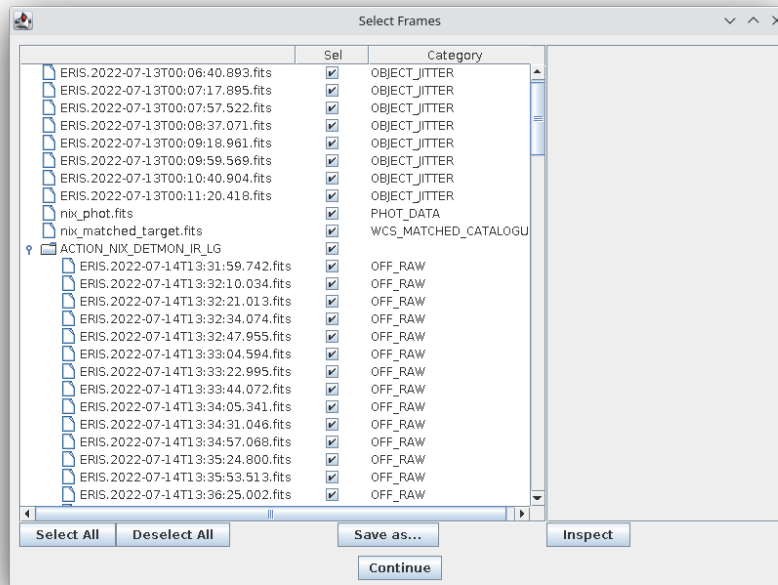 Select Frames
Sel Category
ERIS.2022-07-13T00:06:40.893.fits OBJECT_JITTER
ERIS.2022-07-13T00:07:17.895.fits OBJECT_JITTER
ERIS.2022-07-13T00:07:57.522.fits OBJECT_JITTER
ERIS.2022-07-13T00:08:37.071.fits OBJECT_JITTER
ERIS.2022-07-13T00:09:18.961.fits OBJECT_JITTER
ERIS.2022-07-13T00:09:59.569.fits OBJECT_JITTER
ERIS.2022-07-13T00:10:40.904.fits OBJECT_JITTER
ERIS.2022-07-13T00:11:20.418.fits OBJECT_JITTER
nix_phot.fits PHOT_DATA
nix_matched_target.fits WCS_MATCHED_CATALOGU
ACTION_NIX_DETMON_IR_LG
ERIS.2022-07-14T13:31:59.742.fits OFF_RAW
ERIS.2022-07-14T13:32:10.034.fits OFF_RAW
ERIS.2022-07-14T13:32:21.013.fits OFF_RAW
ERIS.2022-07-14T13:32:34.074.fits OFF_RAW
ERIS.2022-07-14T13:32:47.955.fits OFF_RAW
ERIS.2022-07-14T13:33:04.594.fits OFF_RAW
ERIS.2022-07-14T13:33:22.995.fits OFF_RAW
ERIS.2022-07-14T13:33:44.072.fits OFF_RAW
ERIS.2022-07-14T13:34:05.341.fits OFF_RAW
ERIS.2022-07-14T13:34:31.046.fits OFF_RAW
ERIS.2022-07-14T13:34:57.068.fits OFF_RAW
ERIS.2022-07-14T13:35:24.800.fits OFF_RAW
ERIS.2022-07-14T13:35:53.513.fits OFF_RAW
ERIS.2022-07-14T13:36:25.002.fits OFF_RAW
Select All Deselect All Save as... Inspect
Continue